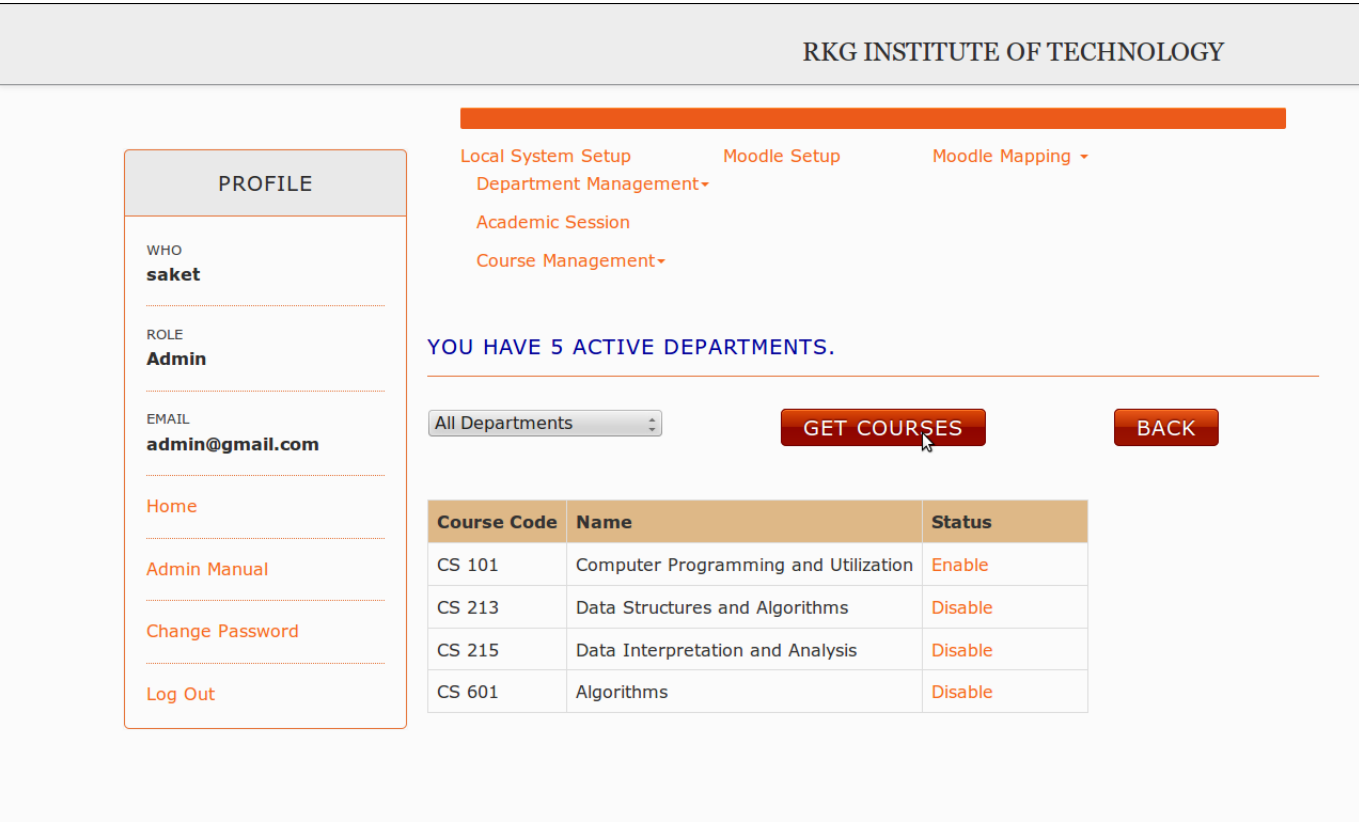 RKG INSTITUTE OF TECHNOLOGY
Local System Setup Moodle Setup Moodle Mapping
Department Management
Academic Session
Course Management
PROFILE
WHO
saket
ROLE
Admin
EMAIL
admin@gmail.com
Home
Admin Manual
Change Password
Log Out
YOU HAVE 5 ACTIVE DEPARTMENTS.
All Departments GET COURSES BACK
Course Code Name Status
CS 101 Computer Programming and Utilization Enable
CS 213 Data Structures and Algorithms Disable
CS 215 Data Interpretation and Analysis Disable
CS 601 Algorithms Disable